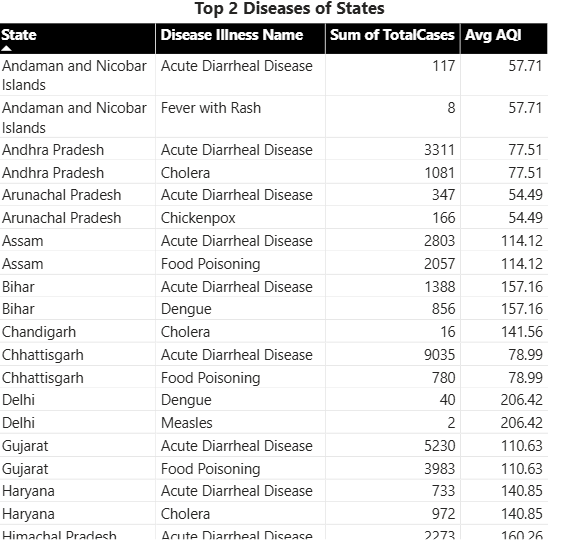 Top 2 Diseases of States
State Disease Illness Name Sum of TotalCases Avg AQI
Andaman and Nicobar Islands Acute Diarrheal Disease 117 57.71
Andaman and Nicobar Islands Fever with Rash 8 57.71
Andhra Pradesh Acute Diarrheal Disease 3311 77.51
Andhra Pradesh Cholera 1081 77.51
Arunachal Pradesh Acute Diarrheal Disease 347 54.49
Arunachal Pradesh Chickenpox 166 54.49
Assam Acute Diarrheal Disease 2803 114.12
Assam Food Poisoning 2057 114.12
Bihar Acute Diarrheal Disease 1388 157.16
Bihar Dengue 856 157.16
Chandigarh Cholera 16 141.56
Chhattisgarh Acute Diarrheal Disease 9035 78.99
Chhattisgarh Food Poisoning 780 78.99
Delhi Dengue 40 206.42
Delhi Measles 2 206.42
Gujarat Acute Diarrheal Disease 5230 110.63
Gujarat Food Poisoning 3983 110.63
Haryana Acute Diarrheal Disease 733 140.85
Haryana Cholera 972 140.85
Himachal Pradesh Acute Diarrheal Disease 2273 160.26